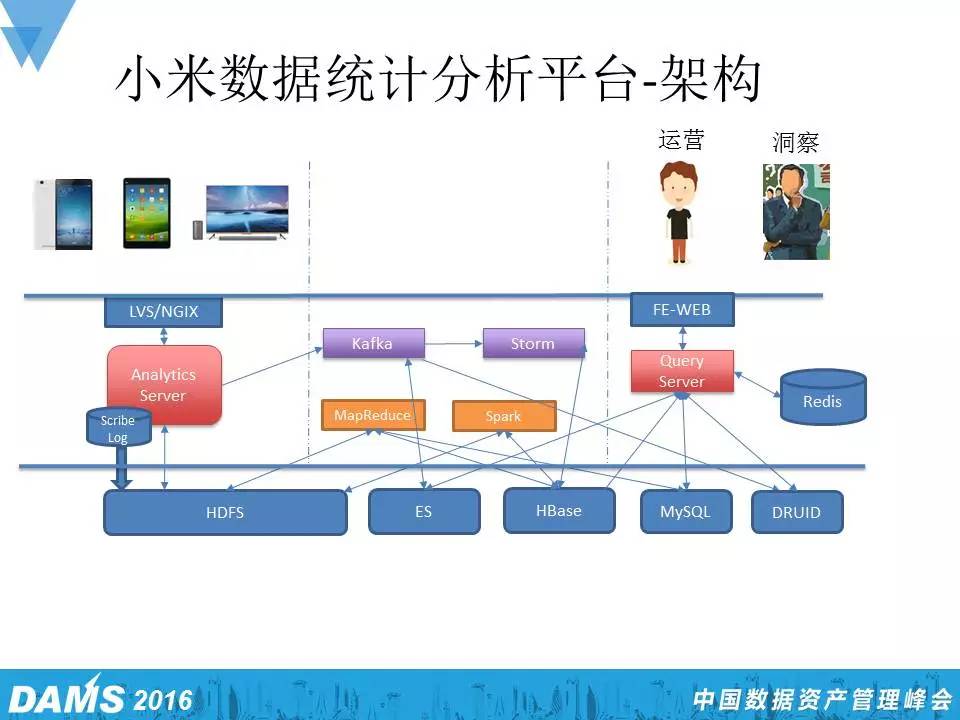 小米数据统计分析平台-架构
运营
洞察
LVS/NGIX
FE-WEB
Kafka
Storm
Analytics
Server
Query
Server
Redis
Scribe
Log
MapReduce
Spark
HDFS
ES
HBase
MySQL
DRUID
DAMS 2016
中国数据资产管理峰会